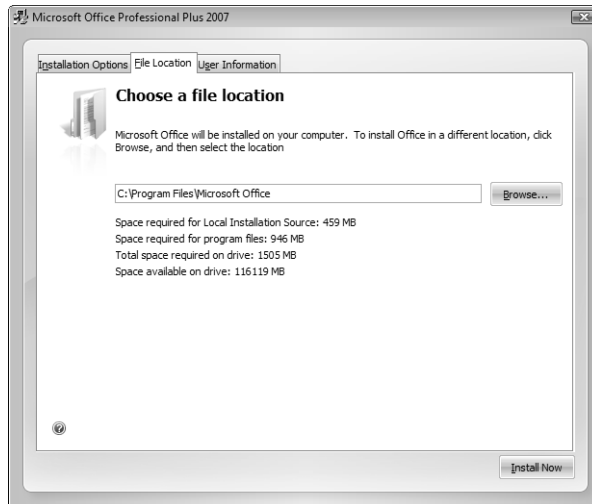 Microsoft Office Professional Plus 2007
Installation Options File Location User Information
Choose a file location
Microsoft Office will be installed on your computer. To install Office in a different location, click
Browse, and then select the location
C:\Program Files\Microsoft Office Browse...
Space required for Local Installation Source: 459 MB
Space required for program files: 946 MB
Total space required on drive: 1505 MB
Space available on drive: 116119 MB
Install Now